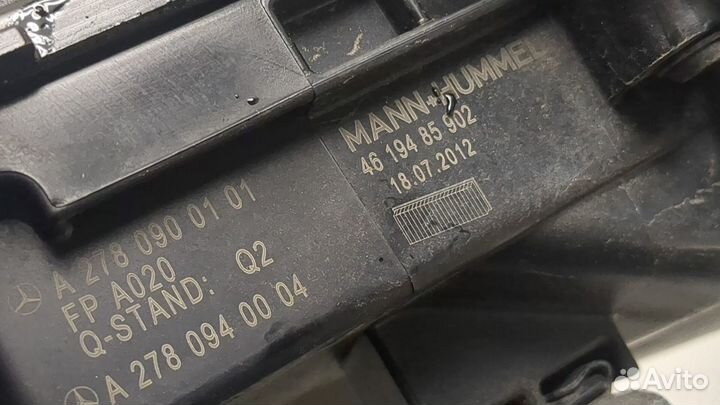 MANN+HUMMEL
46 194 85 902
18.07.2012
A 278 090 01 01
FP A020
Q-STAND: Q2
A 278 094 00 04
Avito